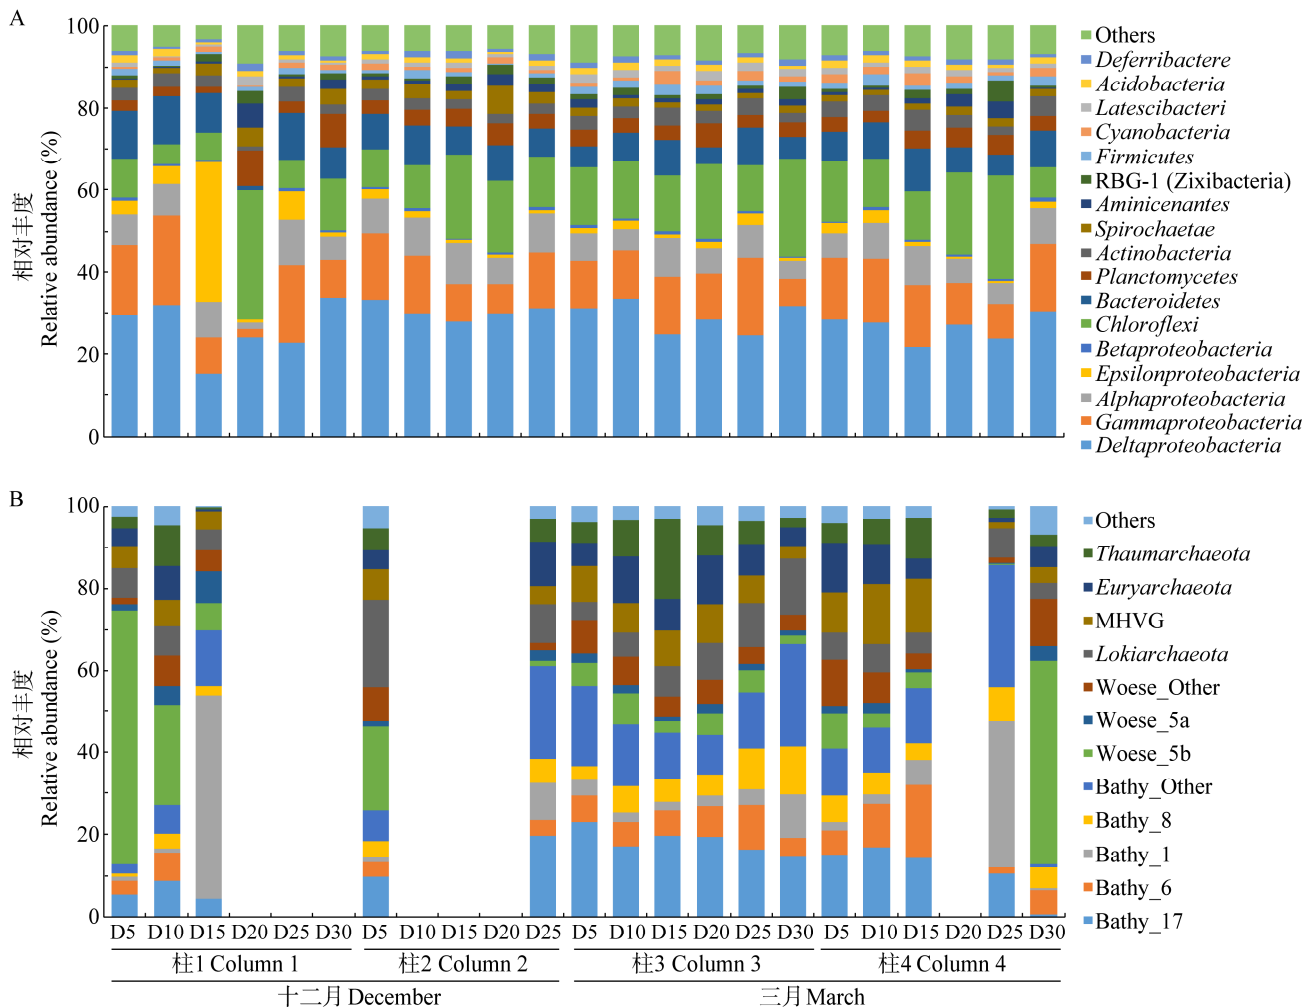 A
100
80
60
40
20
0
相对丰度
Relative abundance (%)
Others
Deferribactere
Acidobacteria
Latescibacteri
Cyanobacteria
Firmicutes
RBG-1 (Zixibacteria)
Aminicenantes
Spirochaetae
Actinobacteria
Planctomycetes
Bacteroidetes
Chloroflexi
Betaproteobacteria
Epsilonproteobacteria
Alphaproteobacteria
Gammaproteobacteria
Deltaproteobacteria
B
100
80
60
40
20
0
相对丰度
Relative abundance (%)
Others
Thaumarchaeota
Euryarchaeota
MHVG
Lokiarchaeota
Woese_Other
Woese_5a
Woese_5b
Bathy_Other
Bathy_8
Bathy_1
Bathy_6
Bathy_17
D5 D10 D15 D20 D25 D30 D5 D10 D15 D20 D25 D5 D10 D15 D20 D25 D30 D5 D10 D15 D20 D25 D30
柱1 Column 1 柱2 Column 2 柱3 Column 3 柱4 Column 4
十二月 December 三月 March